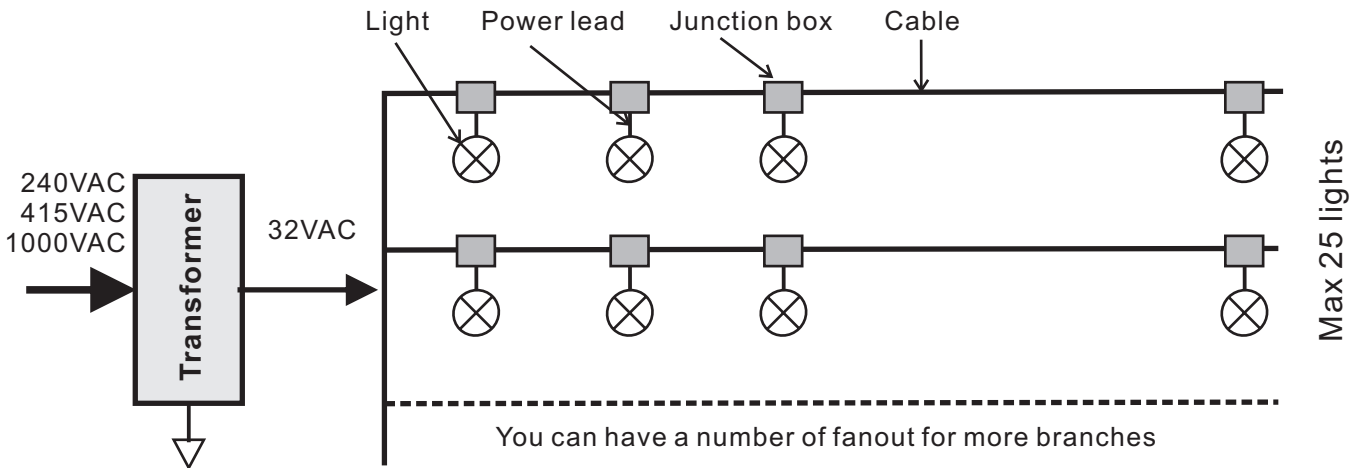 Light
Power lead
Junction box
Cable
240VAC
415VAC
1000VAC
Transformer
32VAC
Max 25 lights
You can have a number of fanout for more branches